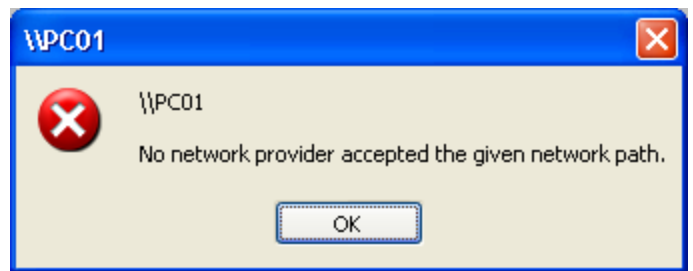 \\PC01
\\PC01
No network provider accepted the given network path.
OK